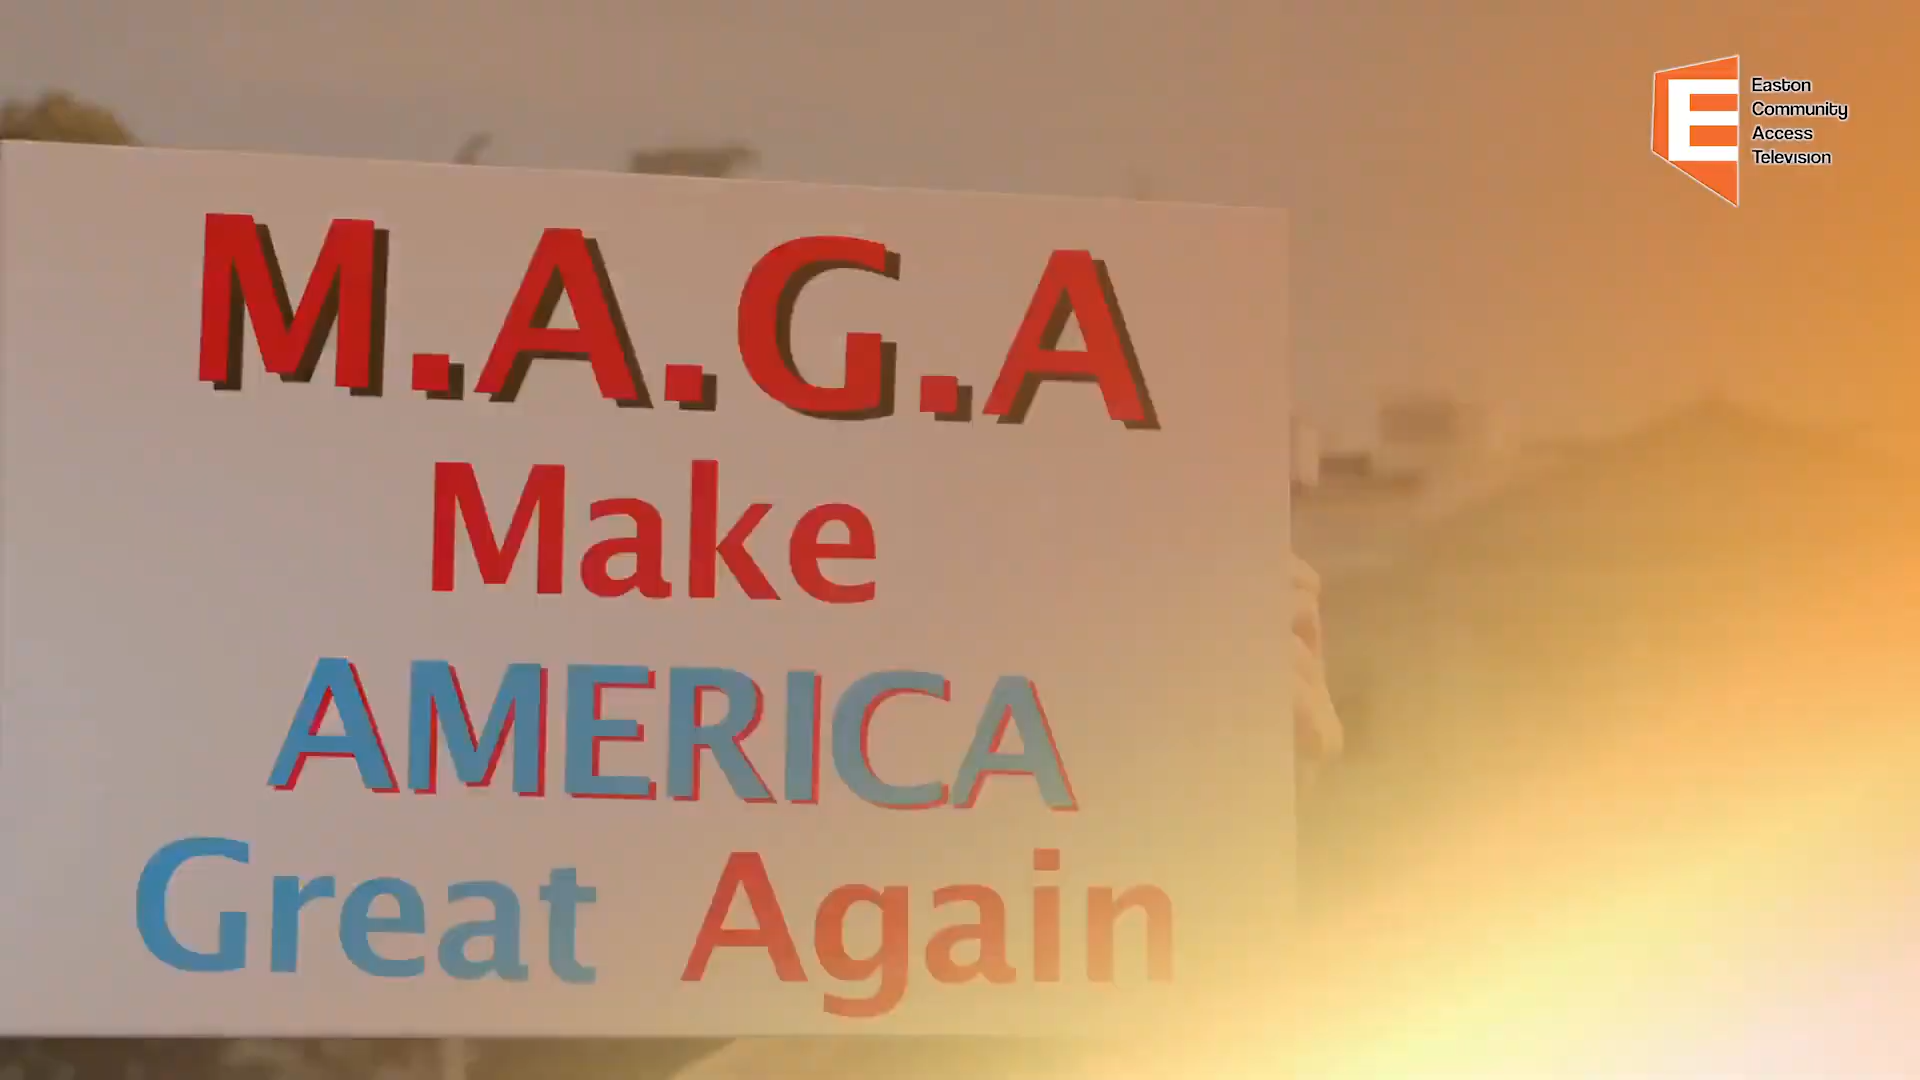 M.A.G.A
Make
AMERICA
Great Again
Easton
Community
Access
Television